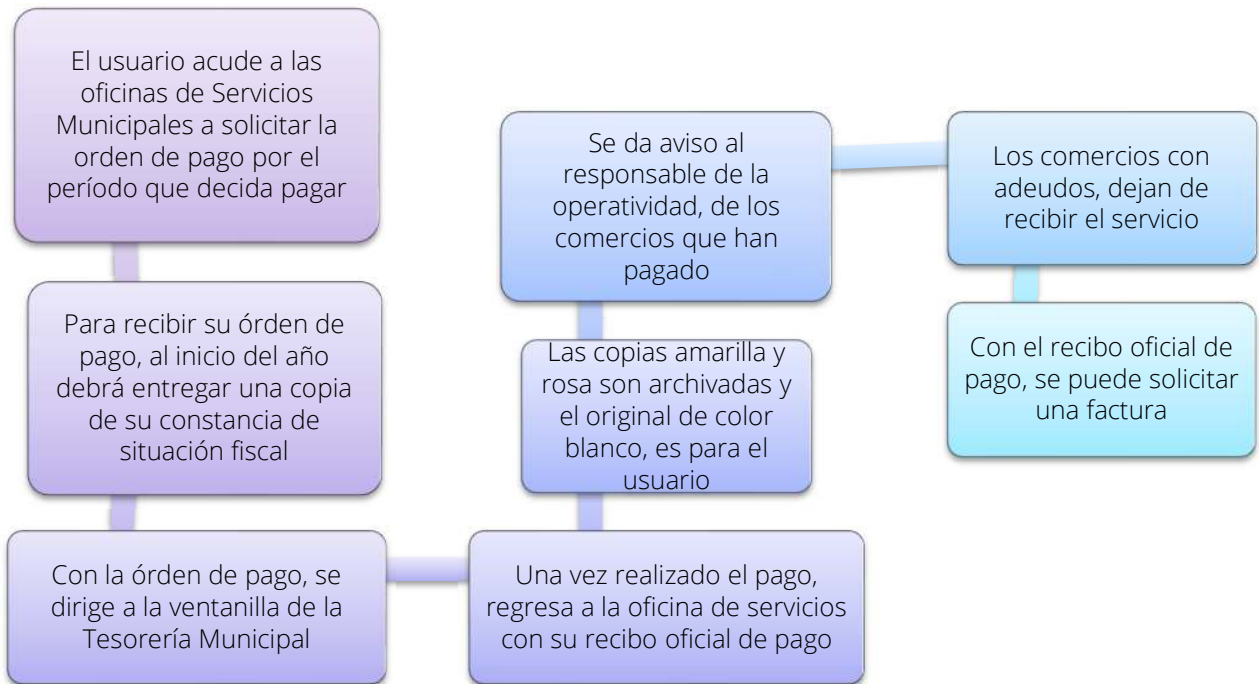 El usuario acude a las
oficinas de Servicios
Municipales a solicitar la
orden de pago por el
período que decida pagar
Para recibir su órden de
pago, al inicio del año
debrá entregar una copia
de su constancia de
situación fiscal
Con la órden de pago, se
dirige a la ventanilla de la
Tesorería Municipal
Una vez realizado el pago,
regresa a la oficina de servicios
con su recibo oficial de pago
Las copias amarilla y
rosa son archivadas y
el original de color
blanco, es para el
usuario
Se da aviso al
responsable de la
operatividad, de los
comercios que han
pagado
Los comercios con
adeudos, dejan de
recibir el servicio
Con el recibo oficial de
pago, se puede solicitar
una factura